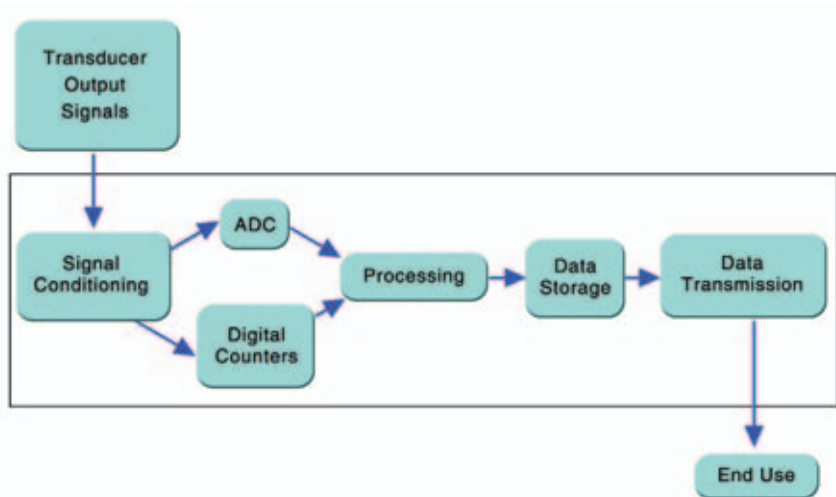 Transducer
Output
Signals
Signal
Conditioning
ADC
Digital
Counters
Processing
Data
Storage
Data
Transmission
End Use